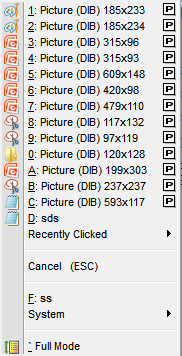 1: Picture (DIB) 185x233 P
2: Picture (DIB) 185x234 P
3: Picture (DIB) 315x96 P
4: Picture (DIB) 315x93 P
5: Picture (DIB) 609x148 P
6: Picture (DIB) 420x98 P
7: Picture (DIB) 479x110 P
8: Picture (DIB) 117x132 P
9: Picture (DIB) 97x119 P
0: Picture (DIB) 120x128 P
A: Picture (DIB) 199x303 P
B: Picture (DIB) 237x237 P
C: Picture (DIB) 593x117 P
D: sds
Recently Clicked
Cancel (ESC)
F: ss
System
` Full Mode